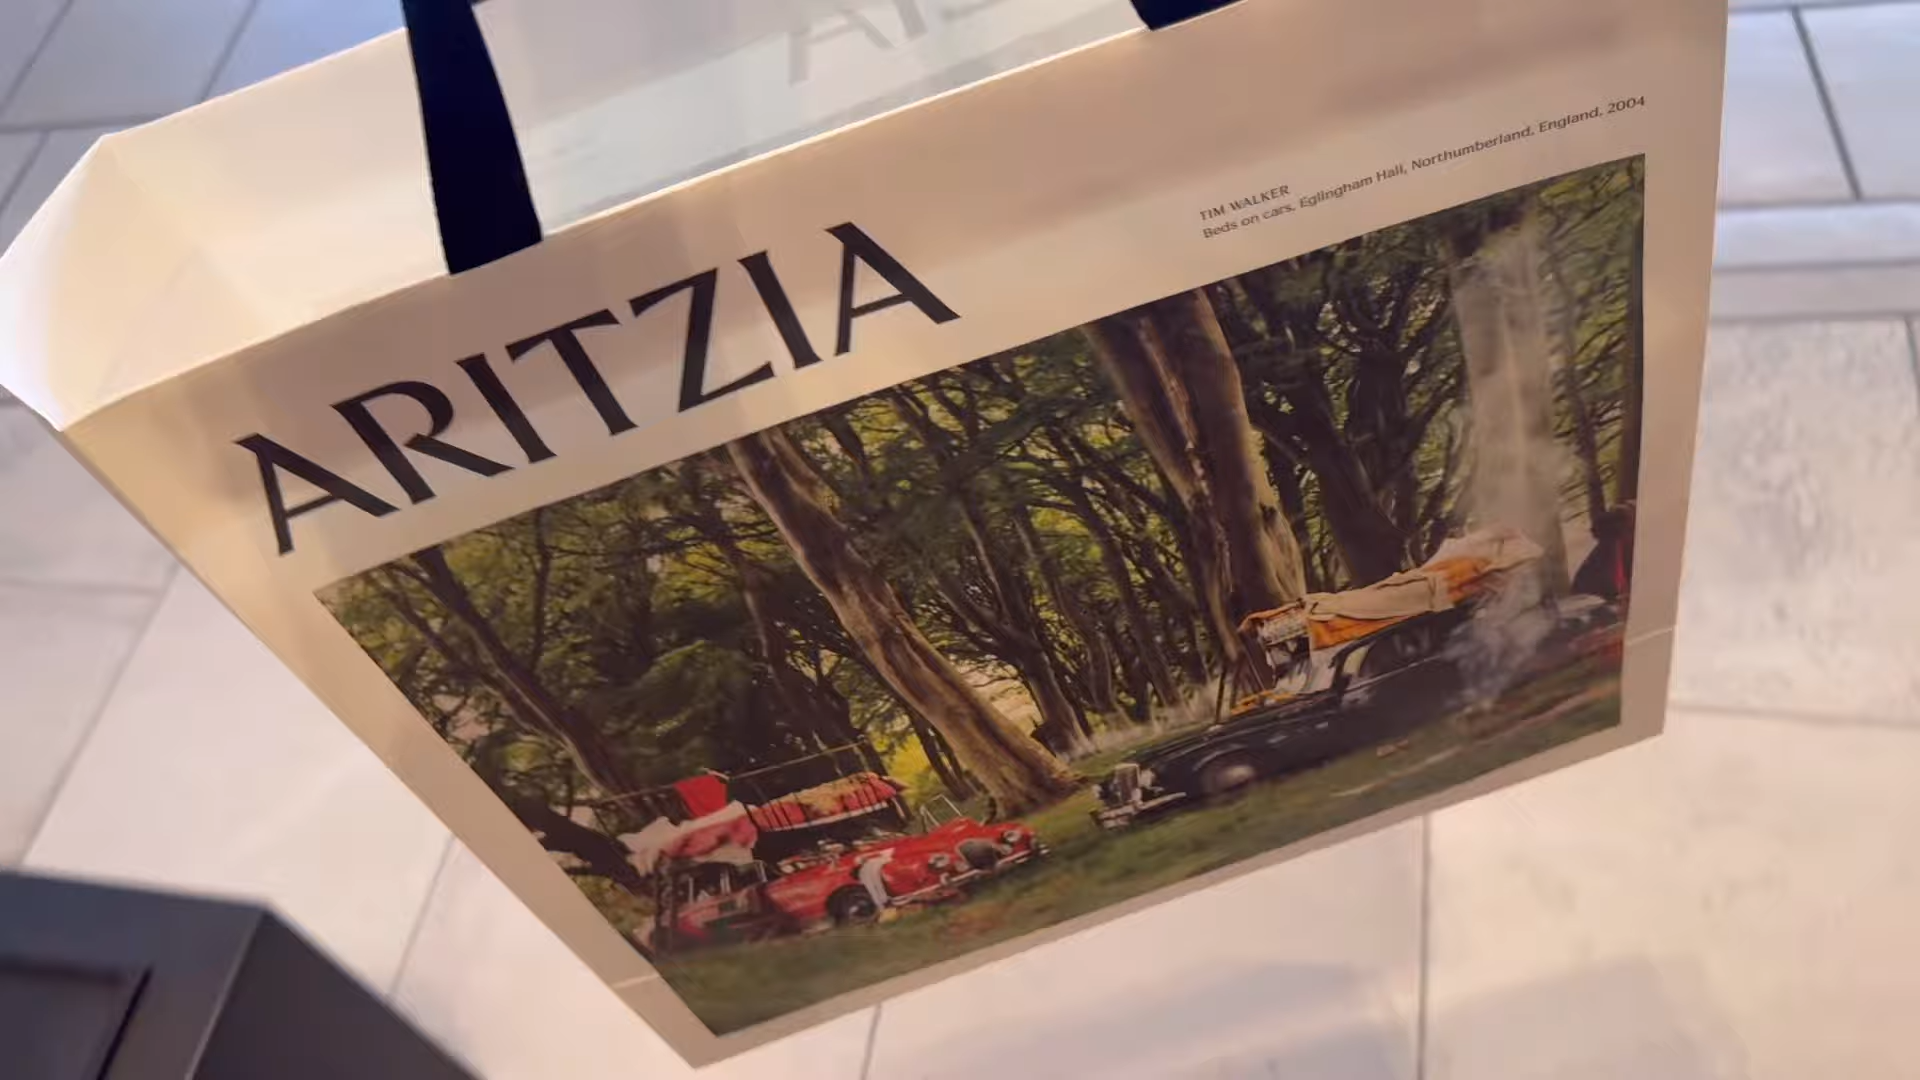 ARITZIA
TIM WALKER
Beds on cars, Eglingham Hall, Northumberland, England, 2004